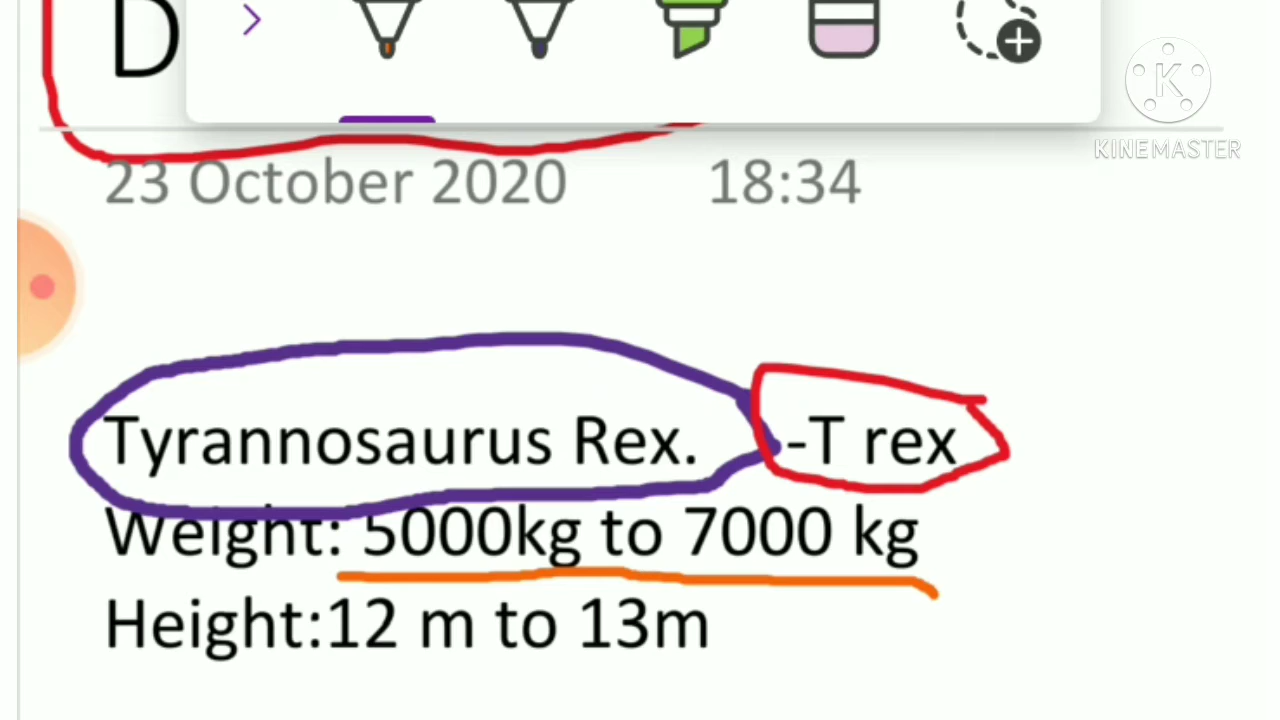 D
K
KINEMASTER
23 October 2020 18:34
Tyrannosaurus Rex. -T rex
Weight: 5000kg to 7000 kg
Height:12 m to 13m